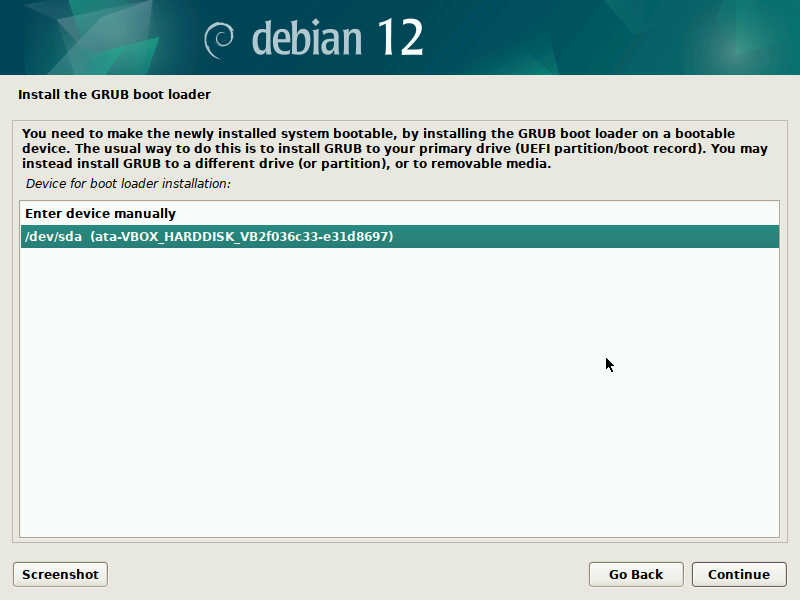 debian 12
Install the GRUB boot loader
You need to make the newly installed system bootable, by installing the GRUB boot loader on a bootable
device. The usual way to do this is to install GRUB to your primary drive (UEFI partition/boot record). You may
instead install GRUB to a different drive (or partition), or to removable media.
Device for boot loader installation:
Enter device manually
/dev/sda (ata-VBOX_HARDDISK_VB2f036c33-e31d8697)
Screenshot
Go Back
Continue